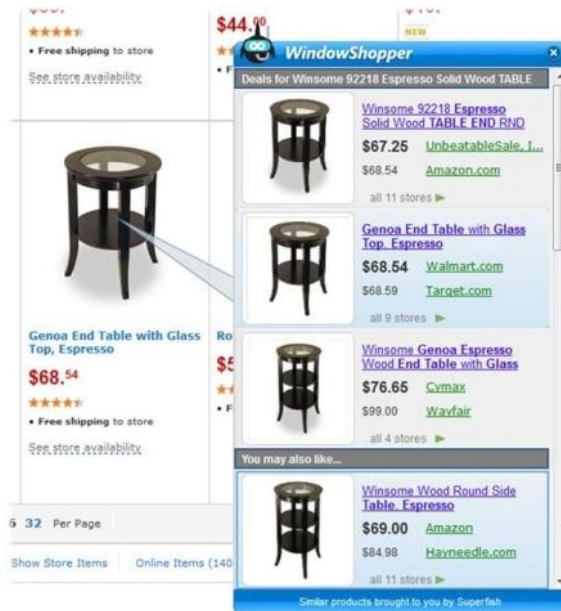 $44.00
• Free shipping to store
See store availability
NEW
Genoa End Table with Glass
Top, Espresso
$68.54
• Free shipping to store
See store availability
32 Per Page
Show Store Items
Online Items (140
WindowShopper
Deals for Winsome 92218 Espresso Solid Wood TABLE
Winsome 92218 Espresso
Solid Wood TABLE END RND
$67.25 UnbeatableSale, I...
$68.54 Amazon.com
all 11 stores
Genoa End Table with Glass
Top, Espresso
$68.54 Walmart.com
$68.59 Target.com
all 9 stores
Winsome Genoa Espresso
Wood End Table with Glass
$76.65 Cymax
$99.00 Wayfair
all 4 stores
You may also like...
Winsome Wood Round Side
Table, Espresso
$69.00 Amazon
$84.98 Hayneedle.com
all 11 stores
Similar products brought to you by Superfish